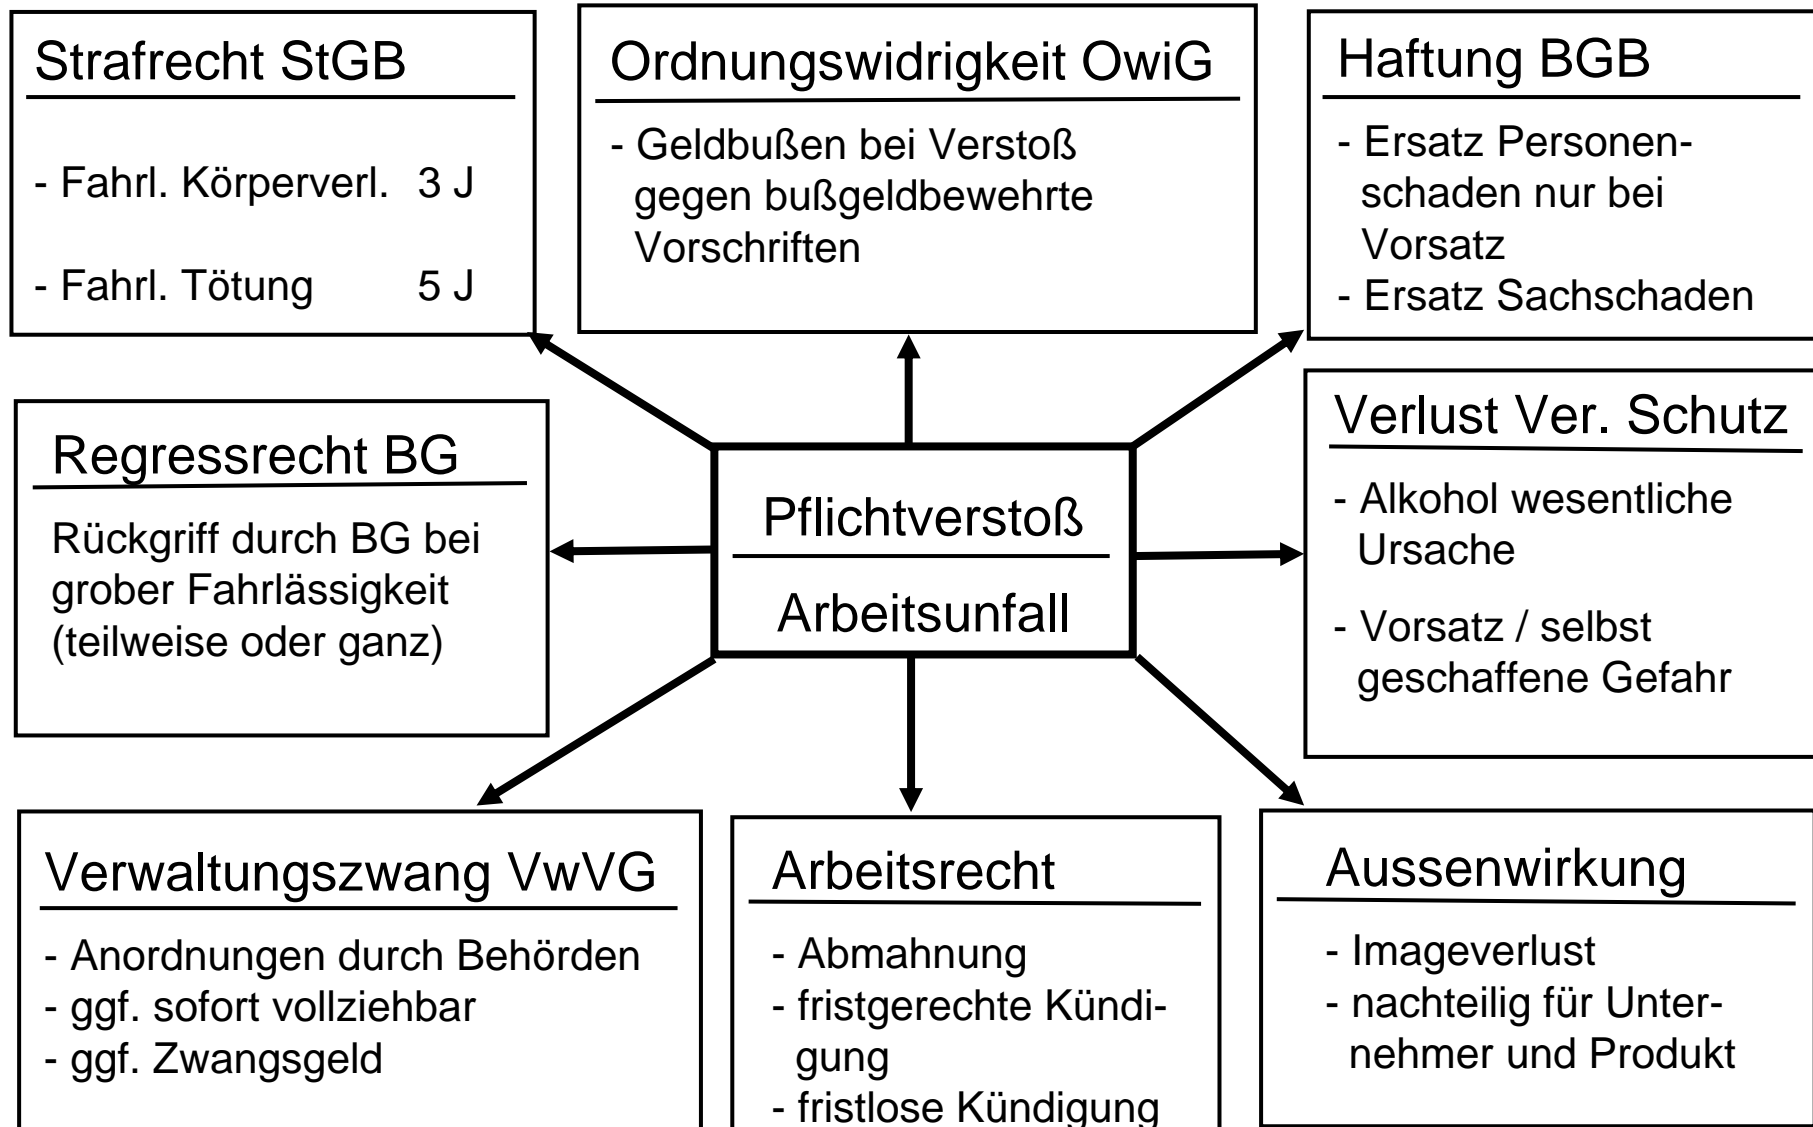 Strafrecht StGB
- Fahrl. Körperverl. 3 J
- Fahrl. Tötung 5 J
Ordnungswidrigkeit OwiG
- Geldbußen bei Verstoß
gegen bußgeldbewehrte
Vorschriften
Haftung BGB
- Ersatz Personen-
schaden nur bei
Vorsatz
- Ersatz Sachschaden
Regressrecht BG
Rückgriff durch BG bei
grober Fahrlässigkeit
(teilweise oder ganz)
Pflichtverstoß
Arbeitsunfall
Verlust Ver. Schutz
- Alkohol wesentliche
Ursache
- Vorsatz / selbst
geschaffene Gefahr
Verwaltungszwang VwVG
- Anordnungen durch Behörden
- ggf. sofort vollziehbar
- ggf. Zwangsgeld
Arbeitsrecht
- Abmahnung
- fristgerechte Kündi-
gung
- fristlose Kündigung
Aussenwirkung
- Imageverlust
- nachteilig für Unter-
nehmer und Produkt